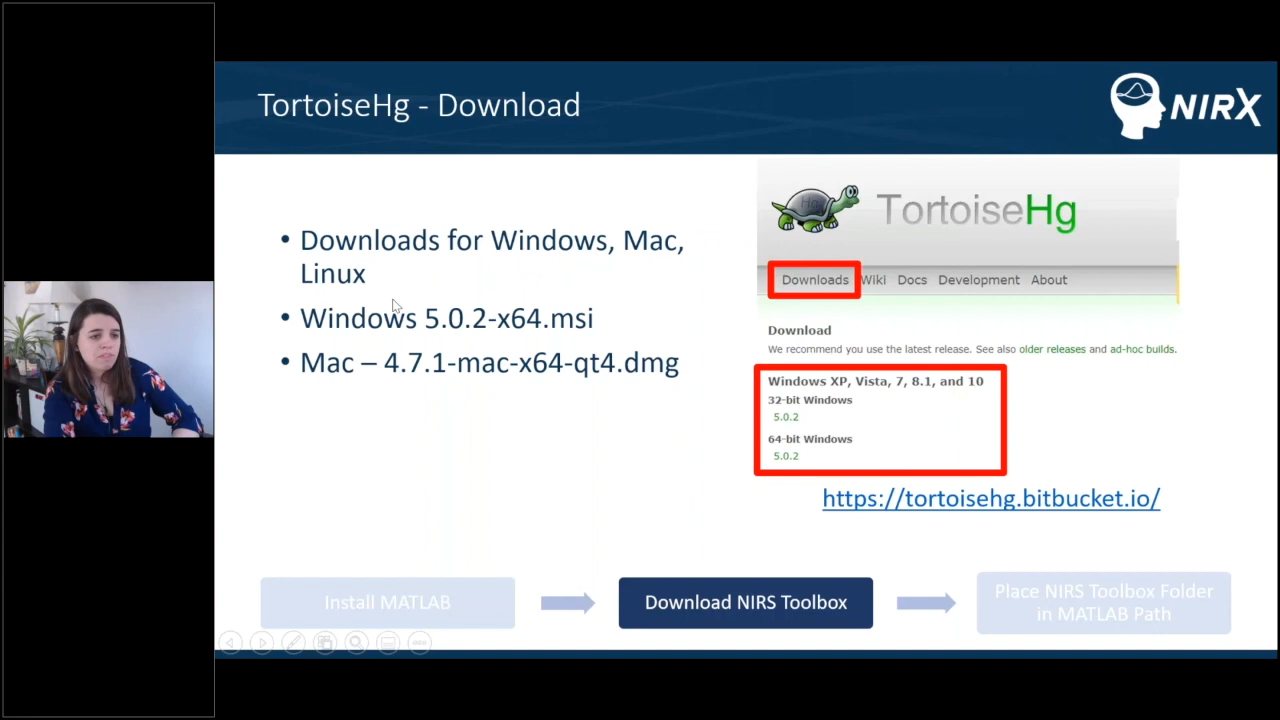 TortoiseHg - Download
NIRX
• Downloads for Windows, Mac,
Linux
• Windows 5.0.2-x64.msi
• Mac – 4.7.1-mac-x64-qt4.dmg
Hg
TortoiseHg
Downloads Wiki Docs Development About
Download
We recommend you use the latest release. See also older releases and ad-hoc builds.
Windows XP, Vista, 7, 8.1, and 10
32-bit Windows
5.0.2
64-bit Windows
5.0.2
https://tortoisehg.bitbucket.io/
Install MATLAB
Download NIRS Toolbox
Place NIRS Toolbox Folder
in MATLAB Path